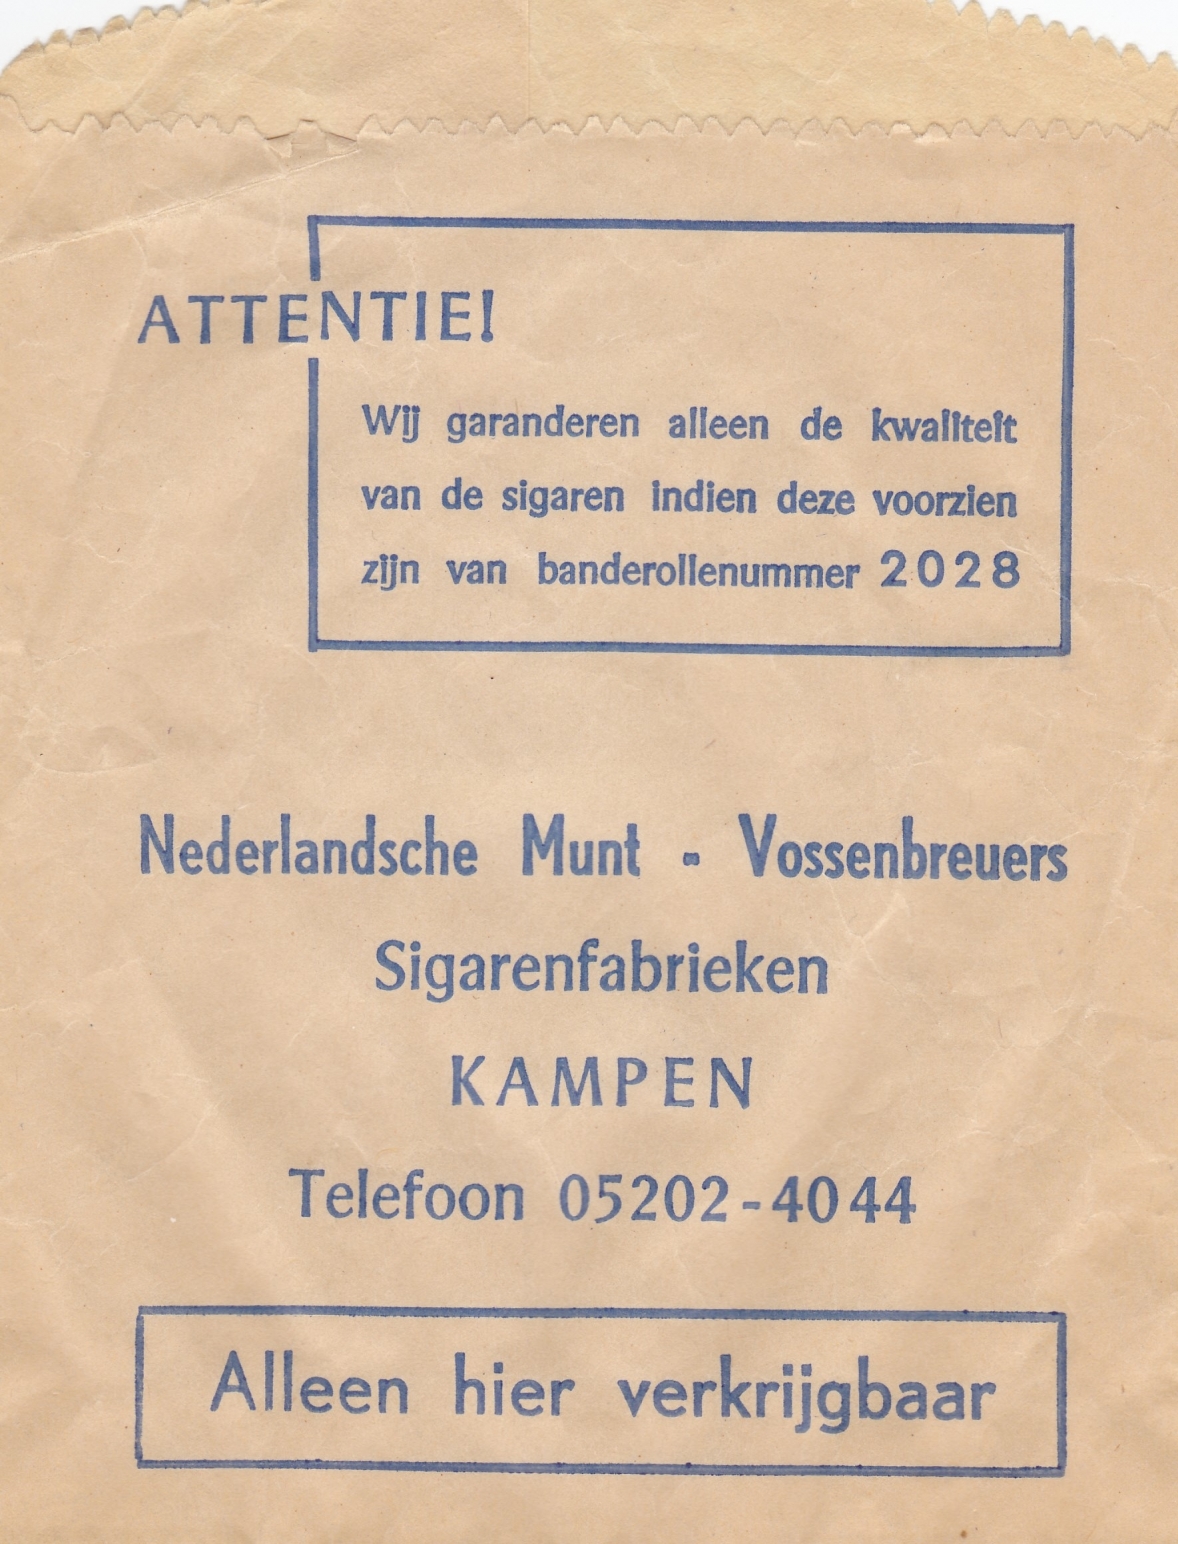 ATTENTIE!
Wij garanderen alleen de kwaliteit
van de sigaren indien deze voorzien
zijn van banderollenummer 2028
Nederlandsche Munt - Vossenbreuers
Sigarenfabrieken
KAMPEN
Telefoon 05202-4044
Alleen hier verkrijgbaar